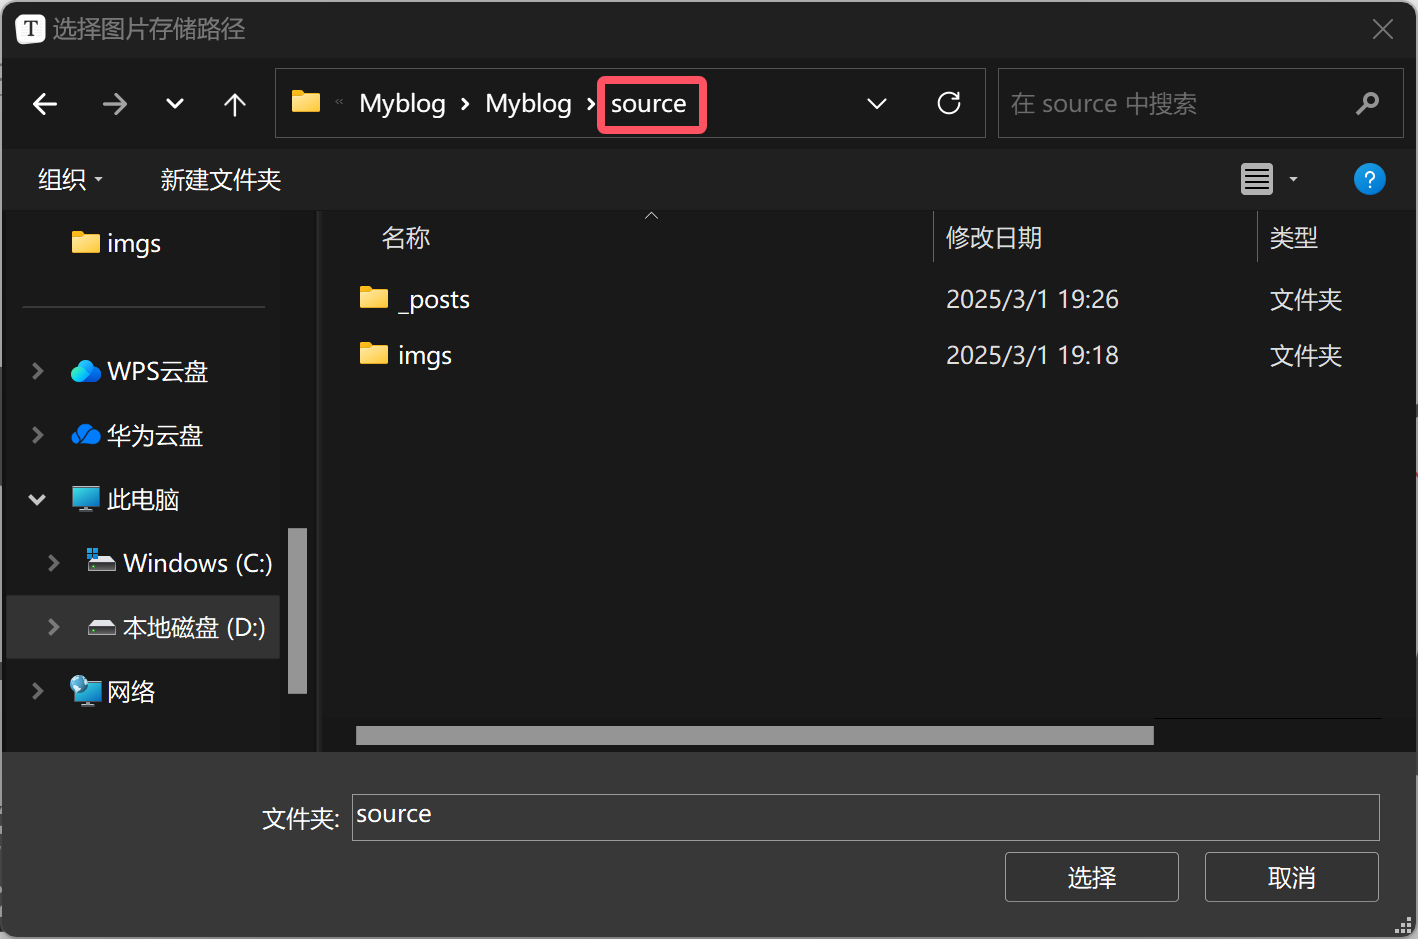 T 选择图片存储路径
« Myblog › Myblog › source
在 source 中搜索
组织 新建文件夹
?
imgs
WPS云盘
华为云盘
此电脑
Windows (C:)
本地磁盘 (D:)
网络
名称 修改日期 类型
_posts 2025/3/1 19:26 文件夹
imgs 2025/3/1 19:18 文件夹
文件夹: source
选择 取消